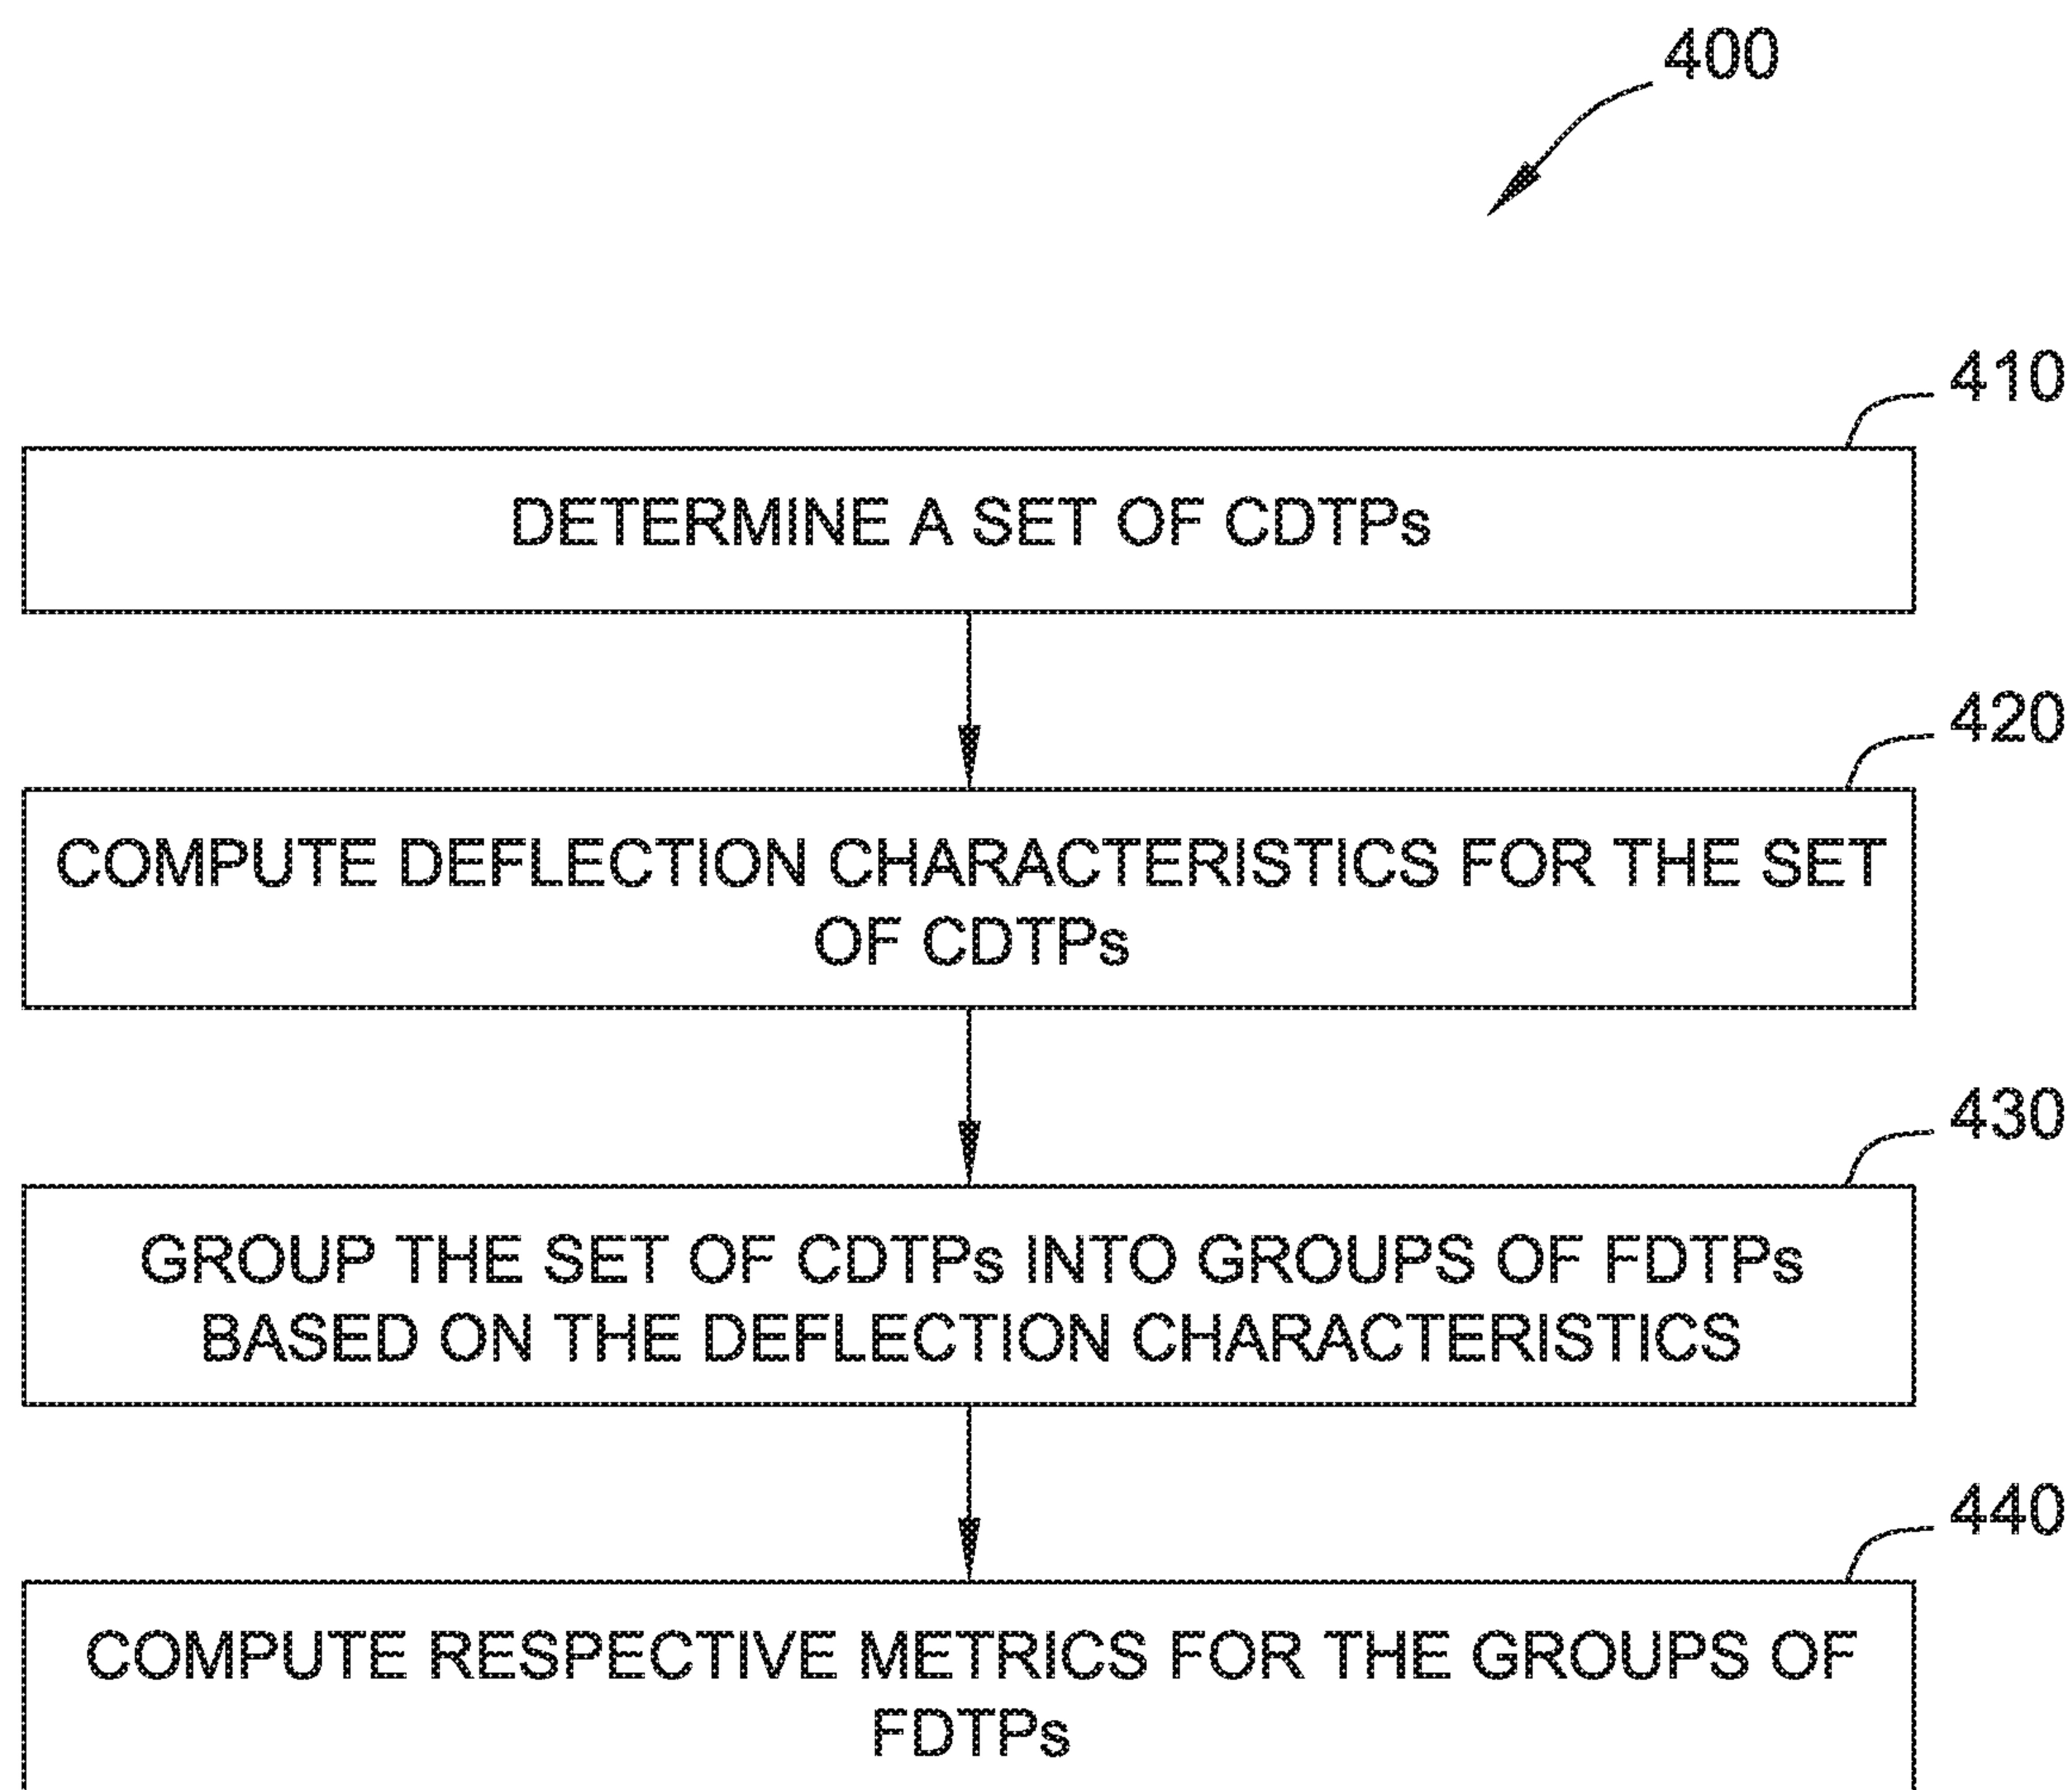 400
410
DETERMINE A SET OF CDTPs
420
COMPUTE DEFLECTION CHARACTERISTICS FOR THE SET
OF CDTPs
430
GROUP THE SET OF CDTPs INTO GROUPS OF FDTPs
BASED ON THE DEFLECTION CHARACTERISTICS
440
COMPUTE RESPECTIVE METRICS FOR THE GROUPS OF
FDTPs